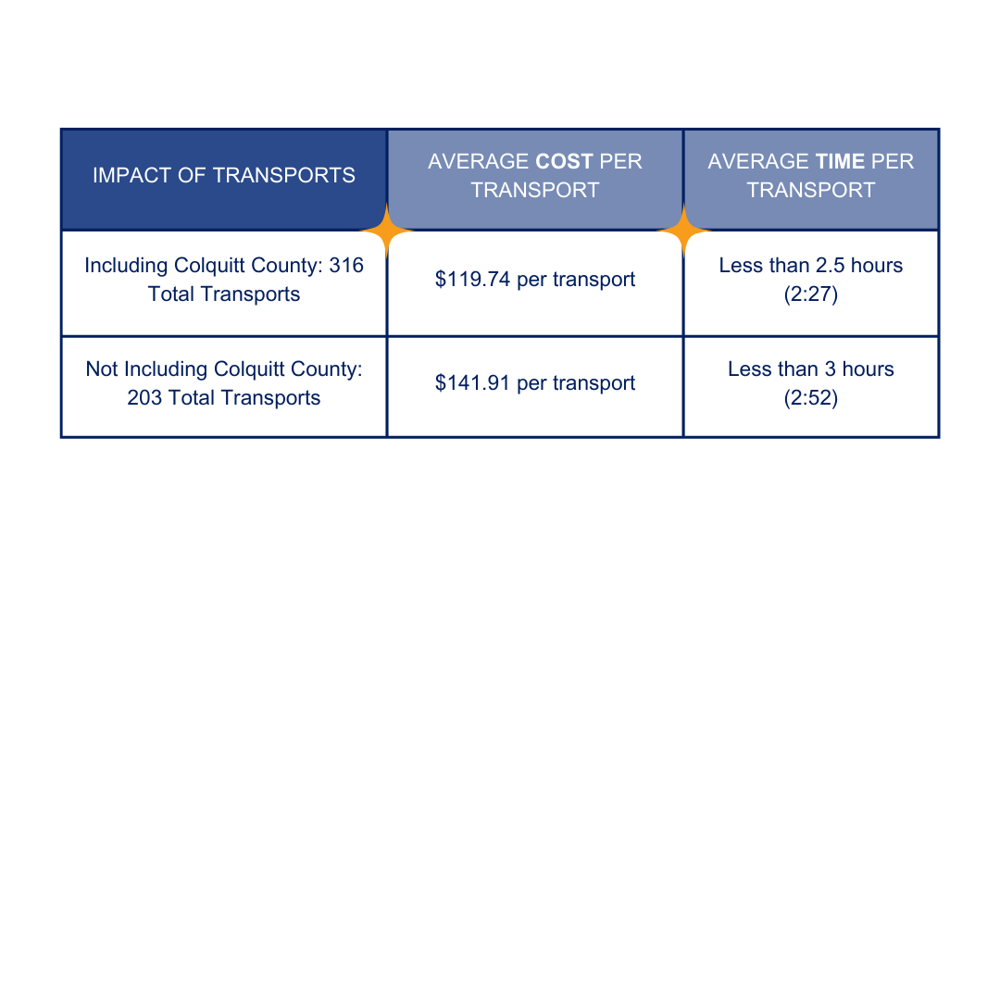 IMPACT OF TRANSPORTS
AVERAGE COST PER
TRANSPORT
AVERAGE TIME PER
TRANSPORT
Including Colquitt County: 316
Total Transports
$119.74 per transport
Less than 2.5 hours
(2:27)
Not Including Colquitt County:
203 Total Transports
$141.91 per transport
Less than 3 hours
(2:52)